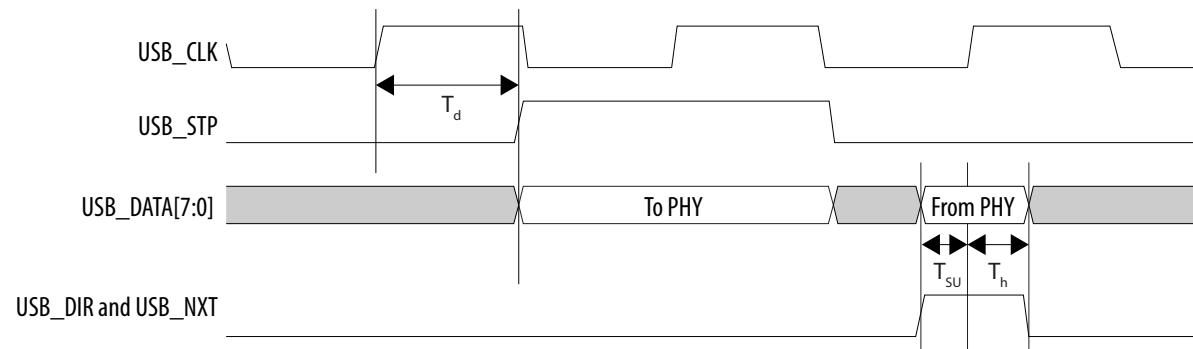 USB_CLK
T_d
USB_STP
USB_DATA[7:0]
To PHY
From PHY
T_SU
T_h
USB_DIR and USB_NXT